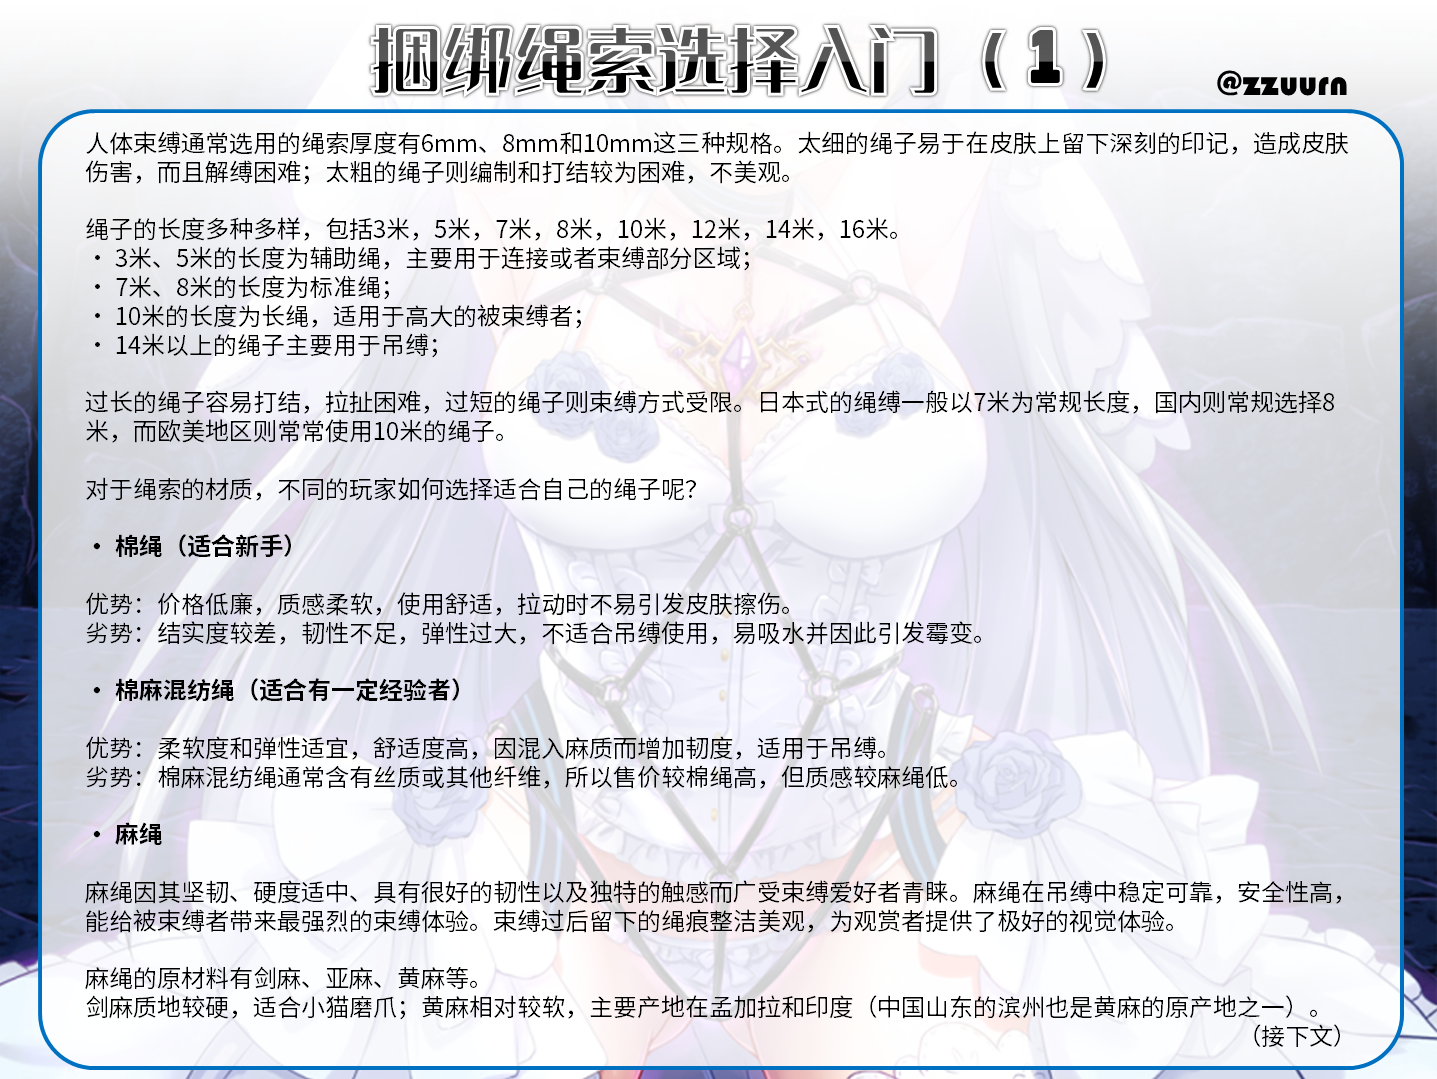 捆绑绳索选择入门（1）
@zzuurn
人体束缚通常选用的绳索厚度有6mm、8mm和10mm这三种规格。太细的绳子易于在皮肤上留下深刻的印记，造成皮肤
伤害，而且解缚困难；太粗的绳子则编制和打结较为困难，不美观。
绳子的长度多种多样，包括3米，5米，7米，8米，10米，12米，14米，16米。
• 3米、5米的长度为辅助绳，主要用于连接或者束缚部分区域；
• 7米、8米的长度为标准绳；
• 10米的长度为长绳，适用于高大的被束缚者；
• 14米以上的绳子主要用于吊缚；
过长的绳子容易打结，拉扯困难，过短的绳子则束缚方式受限。日本式的绳缚一般以7米为常规长度，国内则常规选择8
米，而欧美地区则常常使用10米的绳子。
对于绳索的材质，不同的玩家如何选择适合自己的绳子呢？
• 棉绳（适合新手）
优势：价格低廉，质感柔软，使用舒适，拉动时不易引发皮肤擦伤。
劣势：结实度较差，韧性不足，弹性过大，不适合吊缚使用，易吸水并因此引发霉变。
• 棉麻混纺绳（适合有一定经验者）
优势：柔软度和弹性适宜，舒适度高，因混入麻质而增加韧度，适用于吊缚。
劣势：棉麻混纺绳通常含有丝质或其他纤维，所以售价较棉绳高，但质感较麻绳低。
• 麻绳
麻绳因其坚韧、硬度适中、具有很好的韧性以及独特的触感而广受束缚爱好者青睐。麻绳在吊缚中稳定可靠，安全性高，
能给被束缚者带来最强烈的束缚体验。束缚过后留下的绳痕整洁美观，为观赏者提供了极好的视觉体验。
麻绳的原材料有剑麻、亚麻、黄麻等。
剑麻质地较硬，适合小猫磨爪；黄麻相对较软，主要产地在孟加拉和印度（中国山东的滨州也是黄麻的原产地之一）。
（接下文）